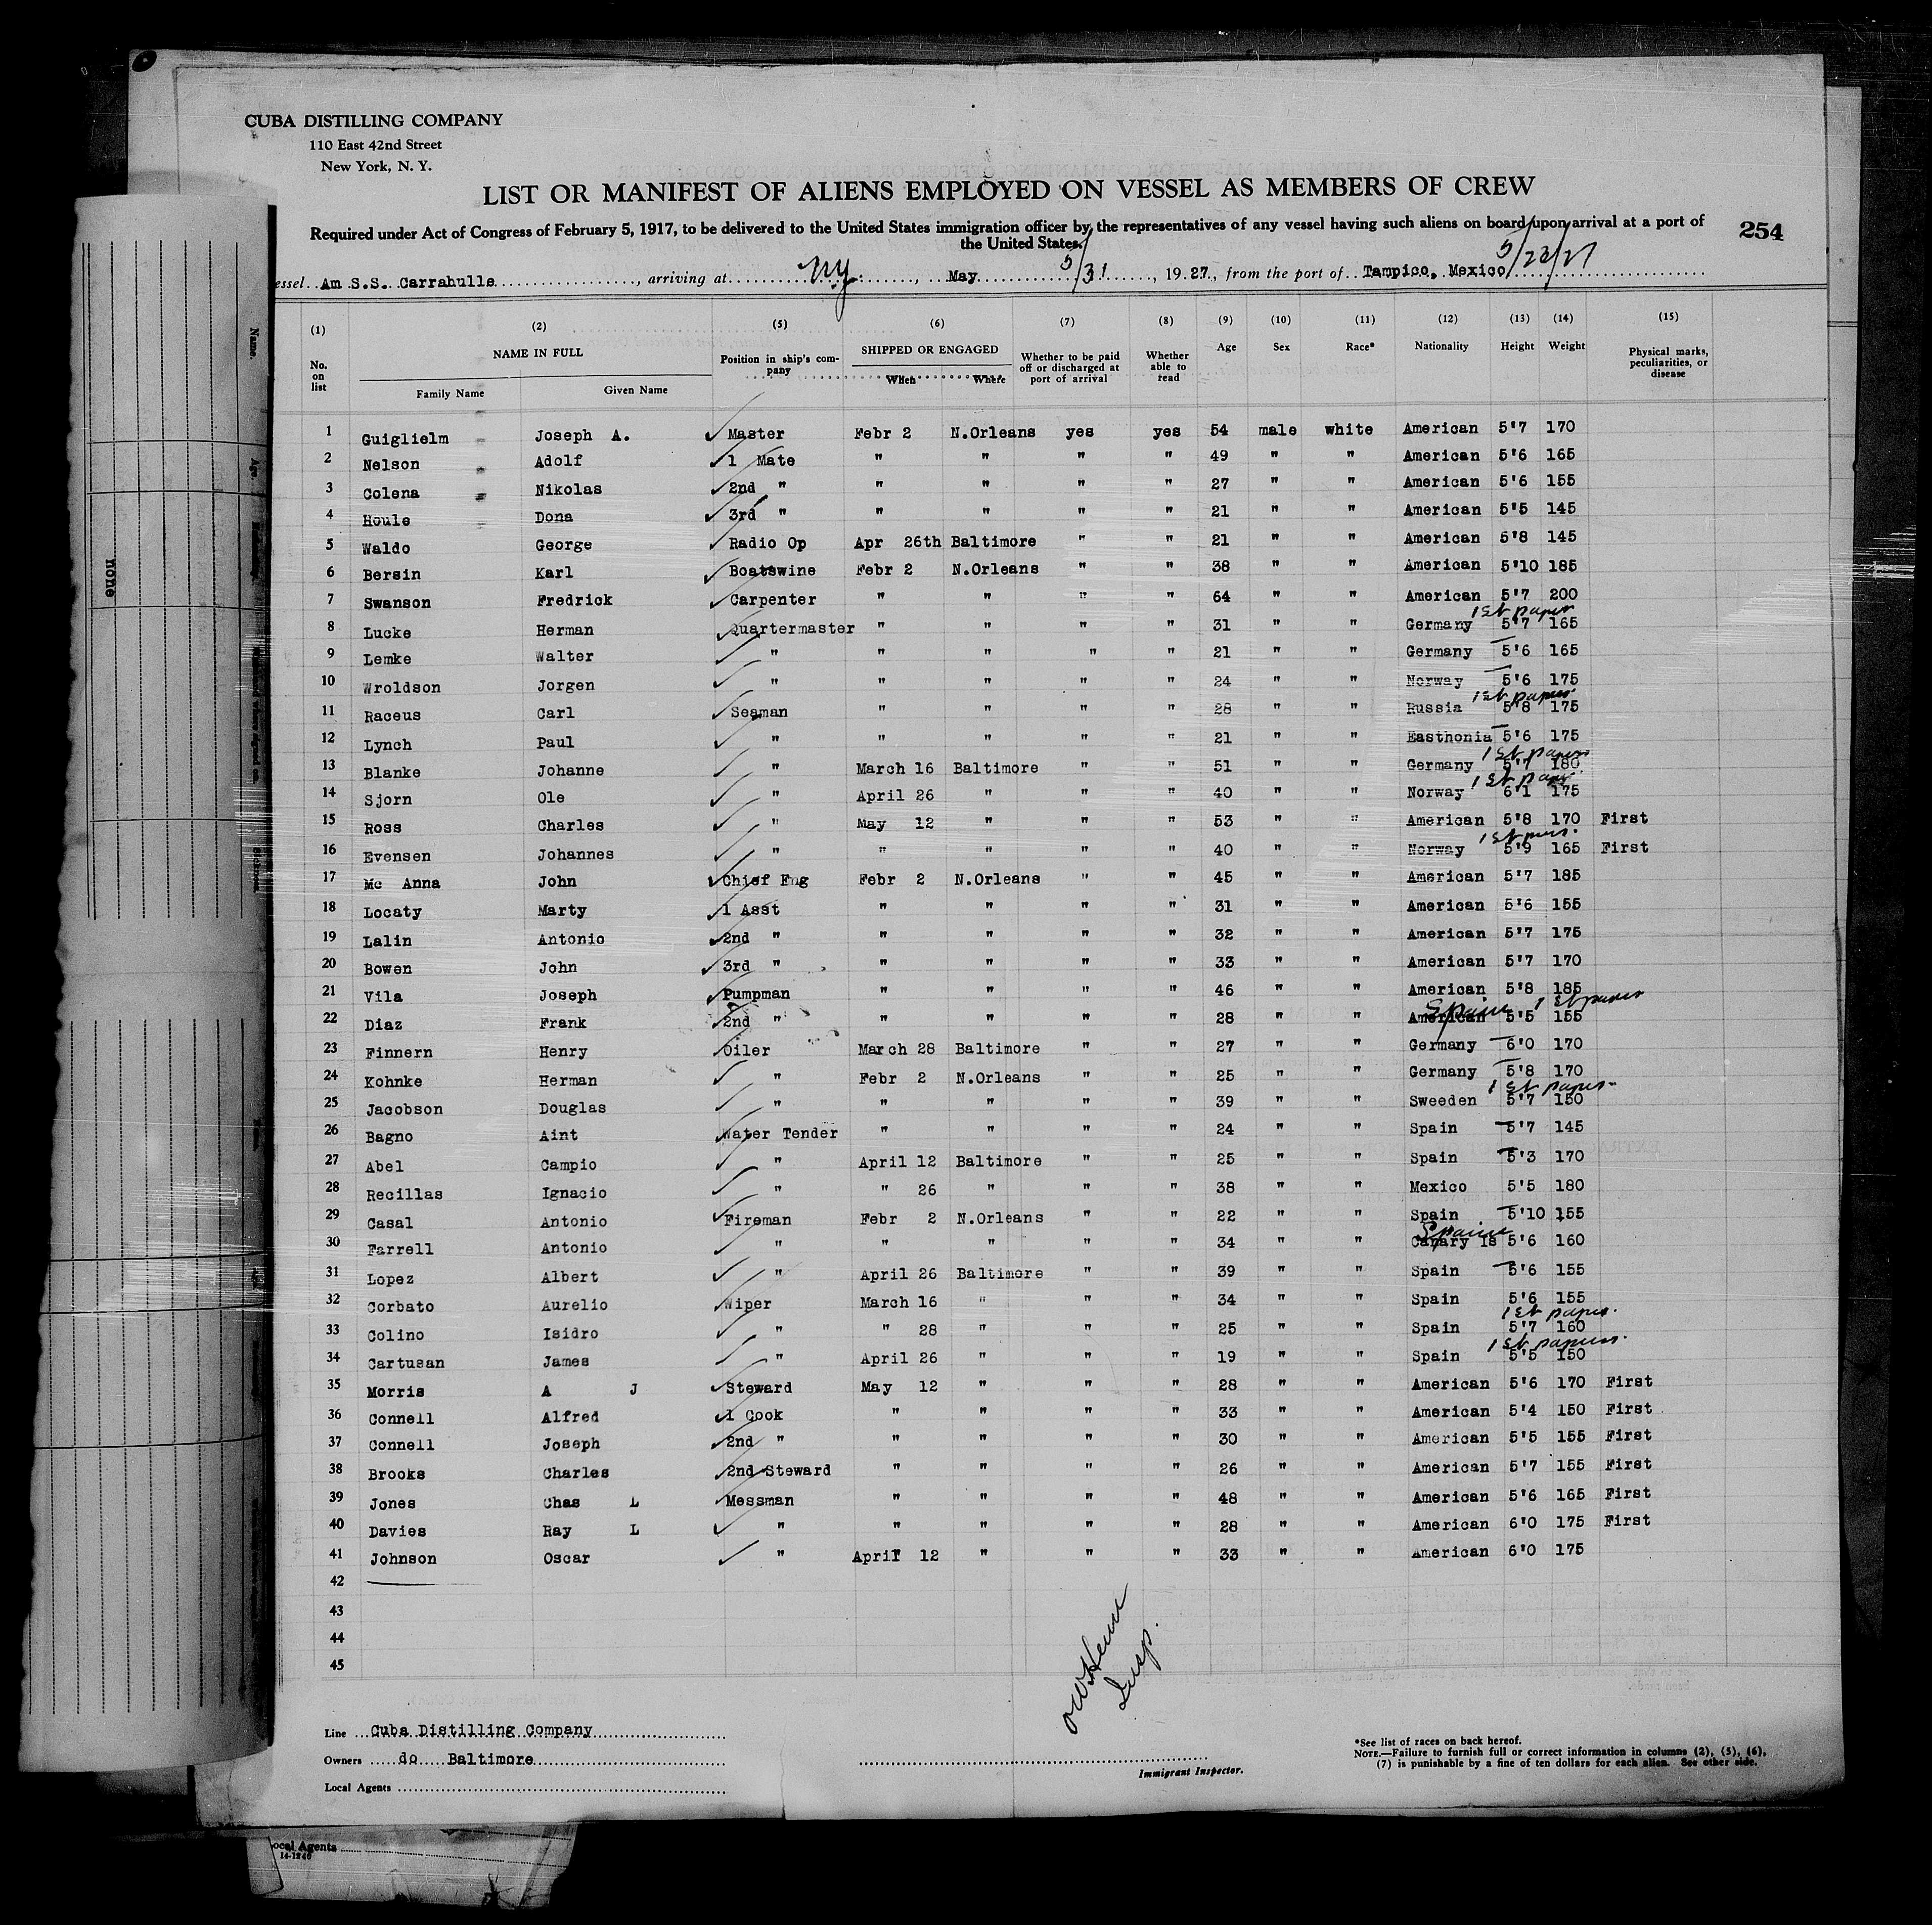 CUBA DISTILLING COMPANY
110 East 42nd Street
New York, N. Y.
LIST OR MANIFEST OF ALIENS EMPLOYED ON VESSEL AS MEMBERS OF CREW
Required under Act of Congress of February 5, 1917, to be delivered to the United States immigration officer by the representatives of any vessel having such aliens on board upon arrival at a port of
the United States.
254
essel Am S.S. Carrahulle, arriving at NY, May 5/31, 1927, from the port of Tampico, Mexico 5/23/27
(1) (2) (5) (6) (7) (8) (9) (10) (11) (12) (13) (14) (15)
No. on list NAME IN FULL Family Name Given Name Position in ship's company SHIPPED OR ENGAGED When Where Whether to be paid off or discharged at port of arrival Whether able to read Age Sex Race* Nationality Height Weight Physical marks, peculiarities, or disease
1 Guiglielm Joseph A. Master Febr 2 N.Orleans yes yes 54 male white American 5'7 170
2 Nelson Adolf 1 Mate " " " " 49 " " American 5'6 165
3 Colena Nikolas 2nd " " " " " 27 " " American 5'6 155
4 Houle Dona 3rd " " " " " 21 " " American 5'5 145
5 Waldo George Radio Op Apr 26th Baltimore " " 21 " " American 5'8 145
6 Bersin Karl Boatswine Febr 2 N.Orleans " " 38 " " American 5'10 185
7 Swanson Fredrick Carpenter " " " " 64 " " American 5'7 200
8 Lucke Herman Quartermaster " " " " 31 " " Germany 1st paper 5'7 165
9 Lemke Walter " " " " " 21 " " Germany 5'6 165
10 Wroldson Jorgen " " " " " 24 " " Norway 5'6 175
11 Raceus Carl Seaman " " " " 28 " " Russia 1st papers 5'8 175
12 Lynch Paul " " " " " 21 " " Easthonia 5'6 175
13 Blanke Johanne " March 16 Baltimore " " 51 " " Germany 1st papers 5'7 180
14 Sjorn Ole " April 26 " " " 40 " " Norway 1st paper 6'1 175
15 Ross Charles " May 12 " " " 53 " " American 5'8 170 First
16 Evensen Johannes " " " " " 40 " " Norway 5'9 165 First
17 Mc Anna John Chief Eng Febr 2 N.Orleans " " 45 " " American 5'7 185
18 Locaty Marty 1 Asst " " " " 31 " " American 5'6 155
19 Lalin Antonio 2nd " " " " " 32 " " American 5'7 175
20 Bowen John 3rd " " " " " 33 " " American 5'7 170
21 Vila Joseph Pumpman " " " " 46 " " American 5'8 185
22 Diaz Frank 2nd " " " " " 28 " " American Spain 1st papers 5'5 155
23 Finnern Henry Oiler March 28 Baltimore " " 27 " " Germany 6'0 170
24 Kohnke Herman " Febr 2 N.Orleans " " 25 " " Germany 5'8 170
25 Jacobson Douglas " " " " " 39 " " Sweeden 1st papers 5'7 150
26 Bagno Aint Water Tender " " " " 24 " " Spain 5'7 145
27 Abel Campio " April 12 Baltimore " " 25 " " Spain 5'3 170
28 Recillas Ignacio " " 26 " " " 38 " " Mexico 5'5 180
29 Casal Antonio Fireman Febr 2 N.Orleans " " 22 " " Spain 5'10 155
30 Farrell Antonio " " " " " 34 " " Canary Is Spain 5'6 160
31 Lopez Albert " April 26 Baltimore " " 39 " " Spain 5'6 155
32 Corbato Aurelio Wiper March 16 " " " 34 " " Spain 5'6 155
33 Colino Isidro " " 28 " " " 25 " " Spain 1st papers 5'7 160
34 Cartusan James " April 26 " " " 19 " " Spain 1st papers 5'5 150
35 Morris A J Steward May 12 " " " 28 " " American 5'6 170 First
36 Connell Alfred 1 Cook " " " " 33 " " American 5'4 150 First
37 Connell Joseph 2nd " " " " " 30 " " American 5'5 155 First
38 Brooks Charles 2nd Steward " " " " 26 " " American 5'7 155 First
39 Jones Chas L Messman " " " " 48 " " American 5'6 165 First
40 Davies Ray L " " " " " 28 " " American 6'0 175 First
41 Johnson Oscar " April 12 " " " 33 " " American 6'0 175
42
43
44
45
Insp.
Line Cuba Distilling Company
Owners do Baltimore
Local Agents
Immigrant Inspector.
*See list of races on back hereof.
NOTE.—Failure to furnish full or correct information in columns (2), (5), (6),
(7) is punishable by a fine of ten dollars for each alien. See other side.
none
Name.
ocal Agents
14-1240